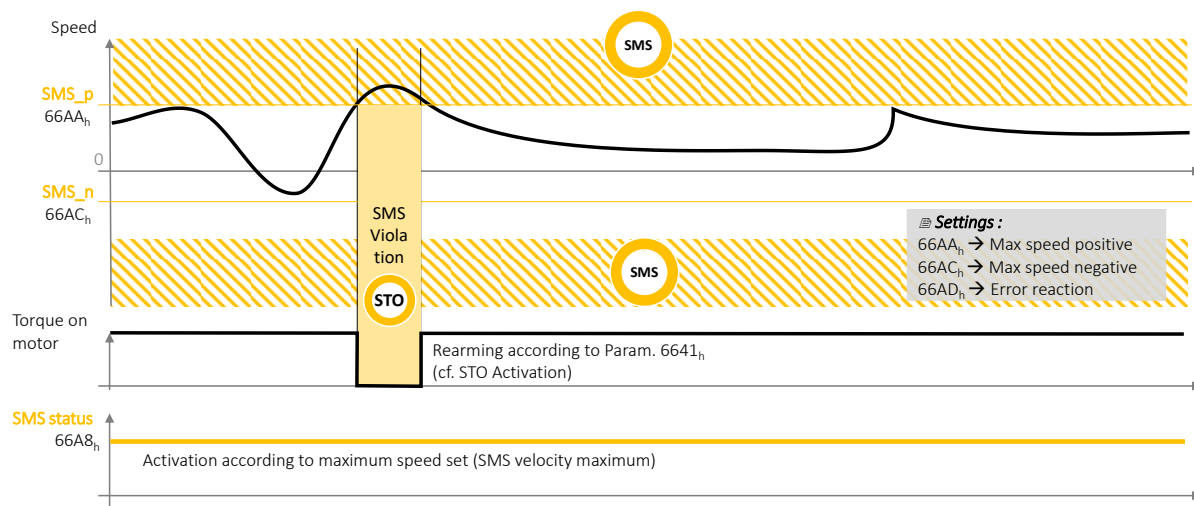 Speed
SMS
SMS_p
66AAₕ
0
SMS_n
66ACₕ
SMS
Viola
tion
STO
SMS
Settings :
66AAₕ → Max speed positive
66ACₕ → Max speed negative
66ADₕ → Error reaction
Torque on
motor
Rearming according to Param. 6641ₕ
(cf. STO Activation)
SMS status
66A8ₕ
Activation according to maximum speed set (SMS velocity maximum)